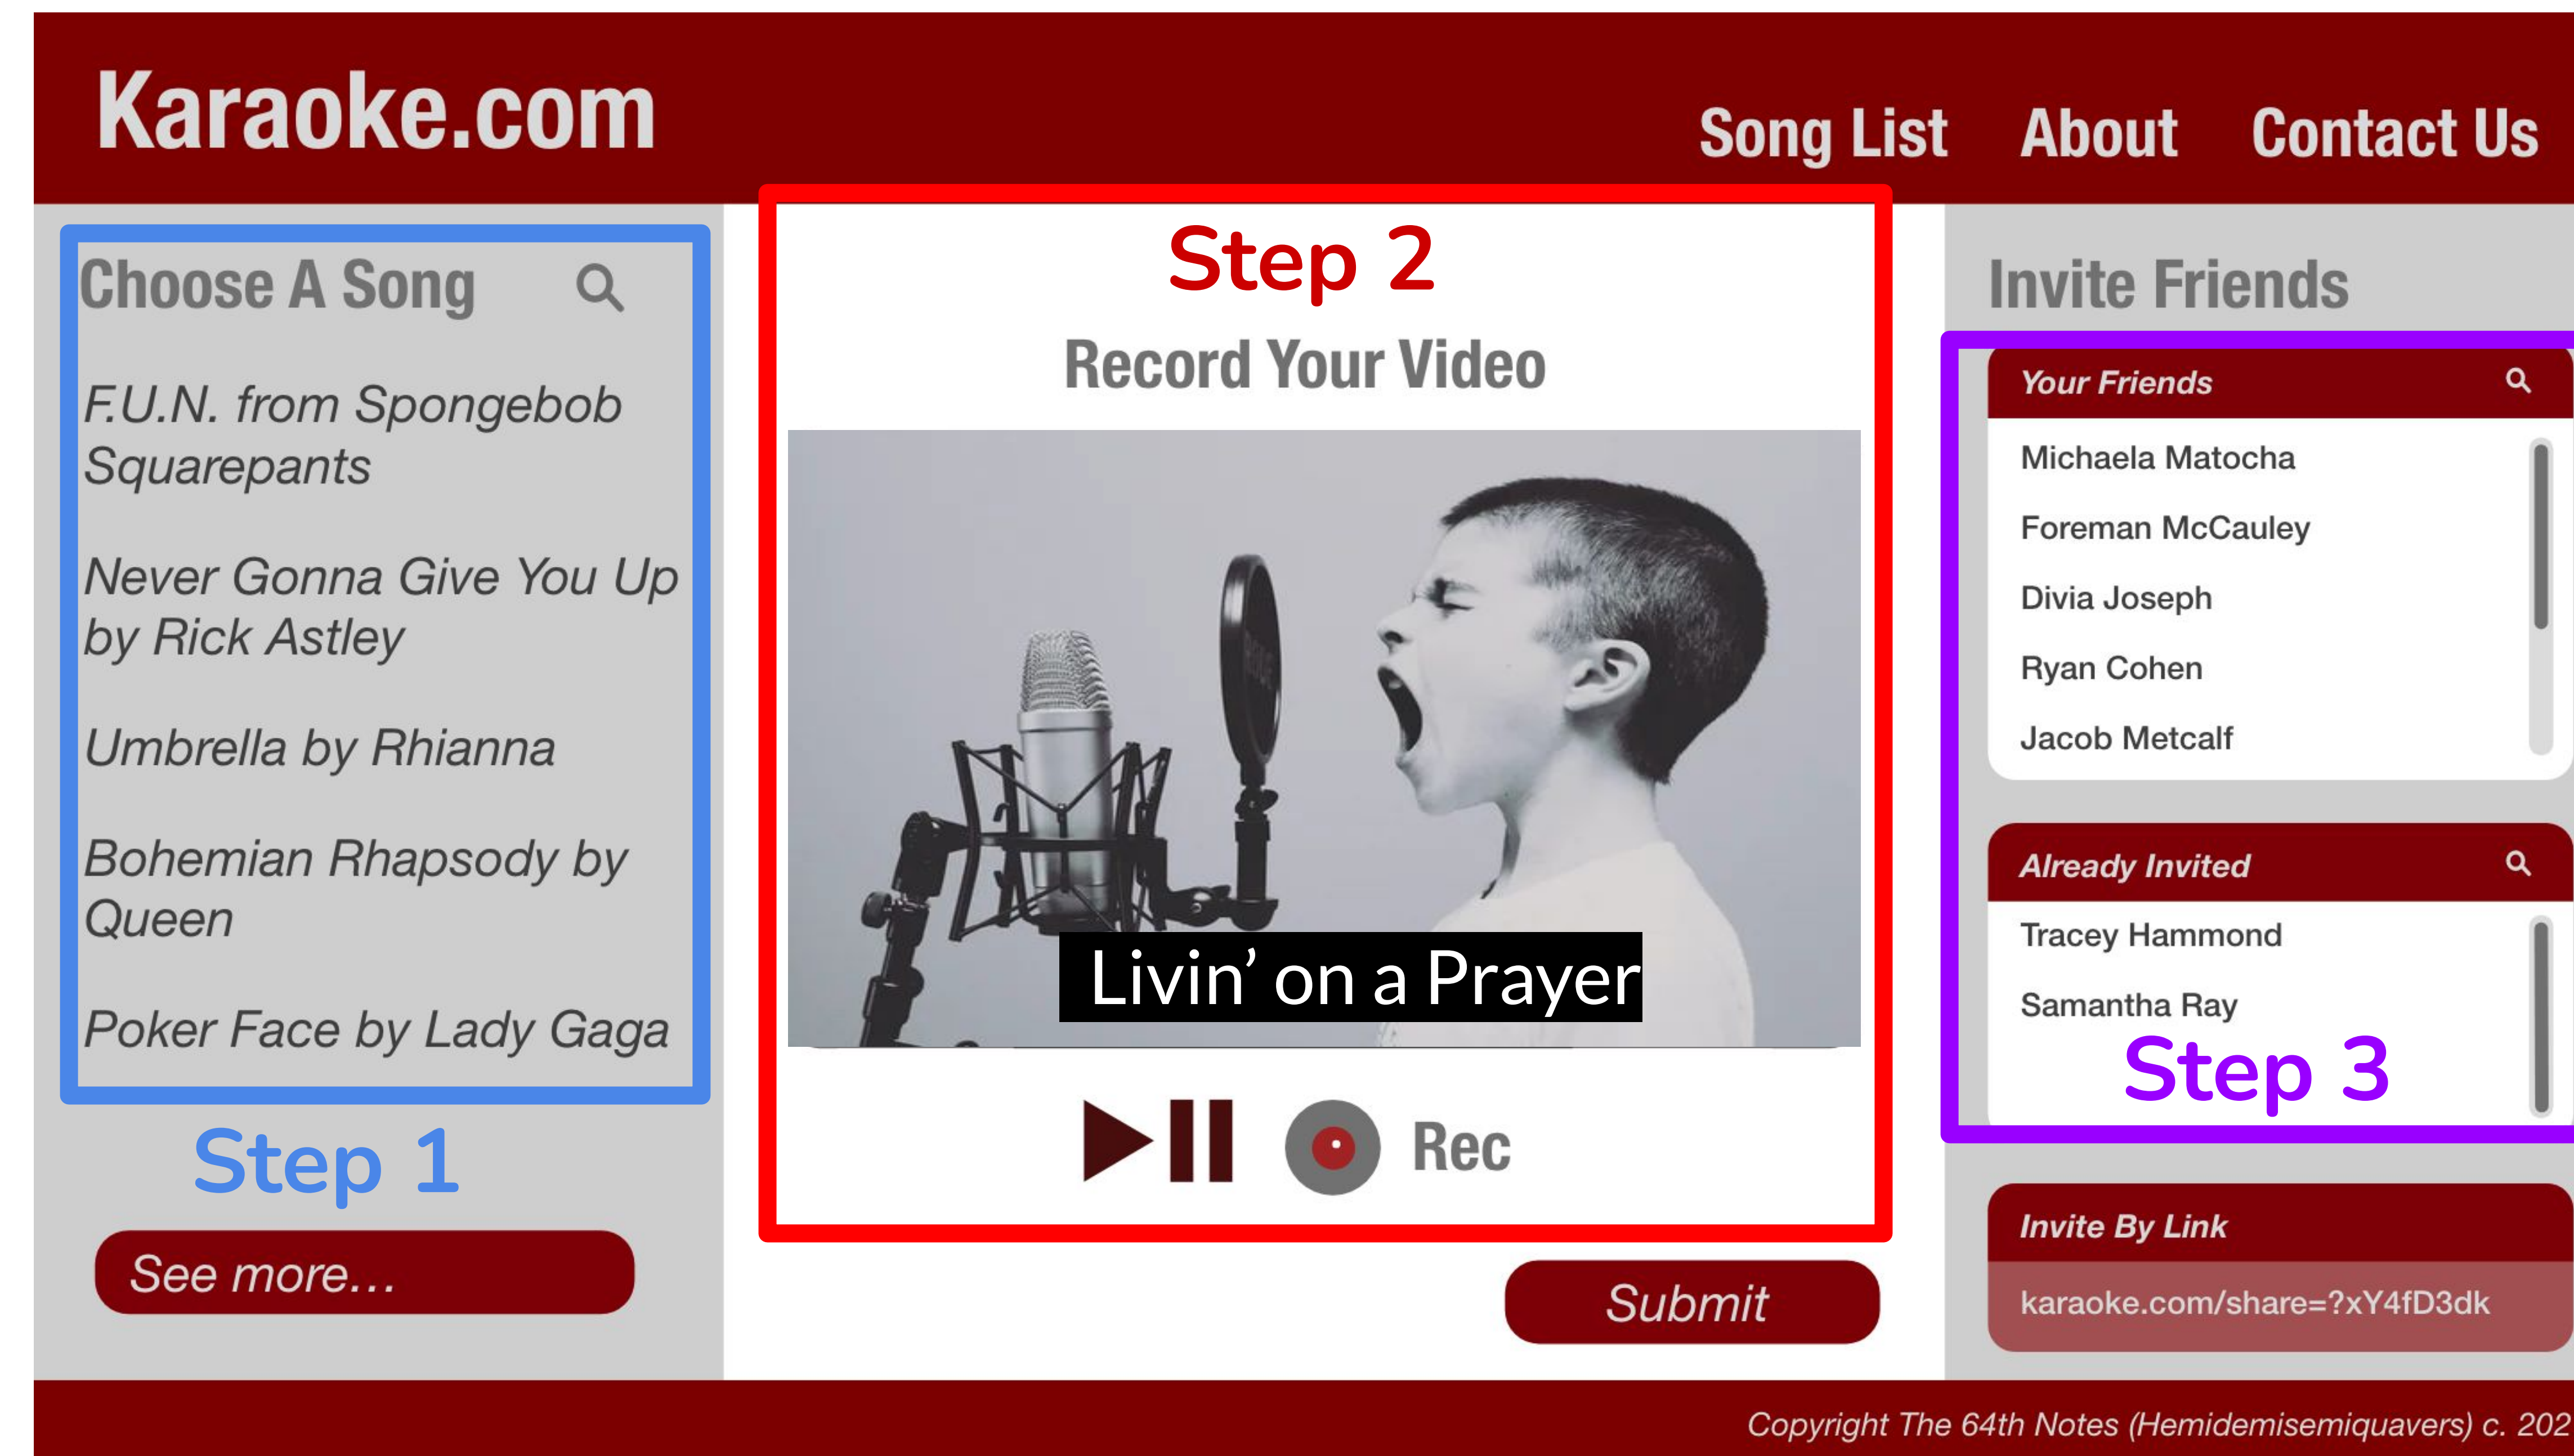 Karaoke.com
Song List About Contact Us
Choose A Song
F.U.N. from Spongebob
Squarepants
Never Gonna Give You Up
by Rick Astley
Umbrella by Rhianna
Bohemian Rhapsody by
Queen
Poker Face by Lady Gaga
Step 1
See more...
Step 2
Record Your Video
Livin’ on a Prayer
Rec
Submit
Invite Friends
Your Friends
Michaela Matocha
Foreman McCauley
Divia Joseph
Ryan Cohen
Jacob Metcalf
Already Invited
Tracey Hammond
Samantha Ray
Step 3
Invite By Link
karaoke.com/share=?xY4fD3dk
Copyright The 64th Notes (Hemidemisemiquavers) c. 202